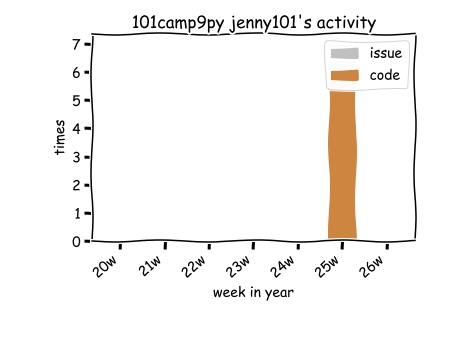 101camp9py jenny101's activity
issue
code
7
6
5
4
3
2
1
0
times
20w 21w 22w 23w 24w 25w 26w
week in year